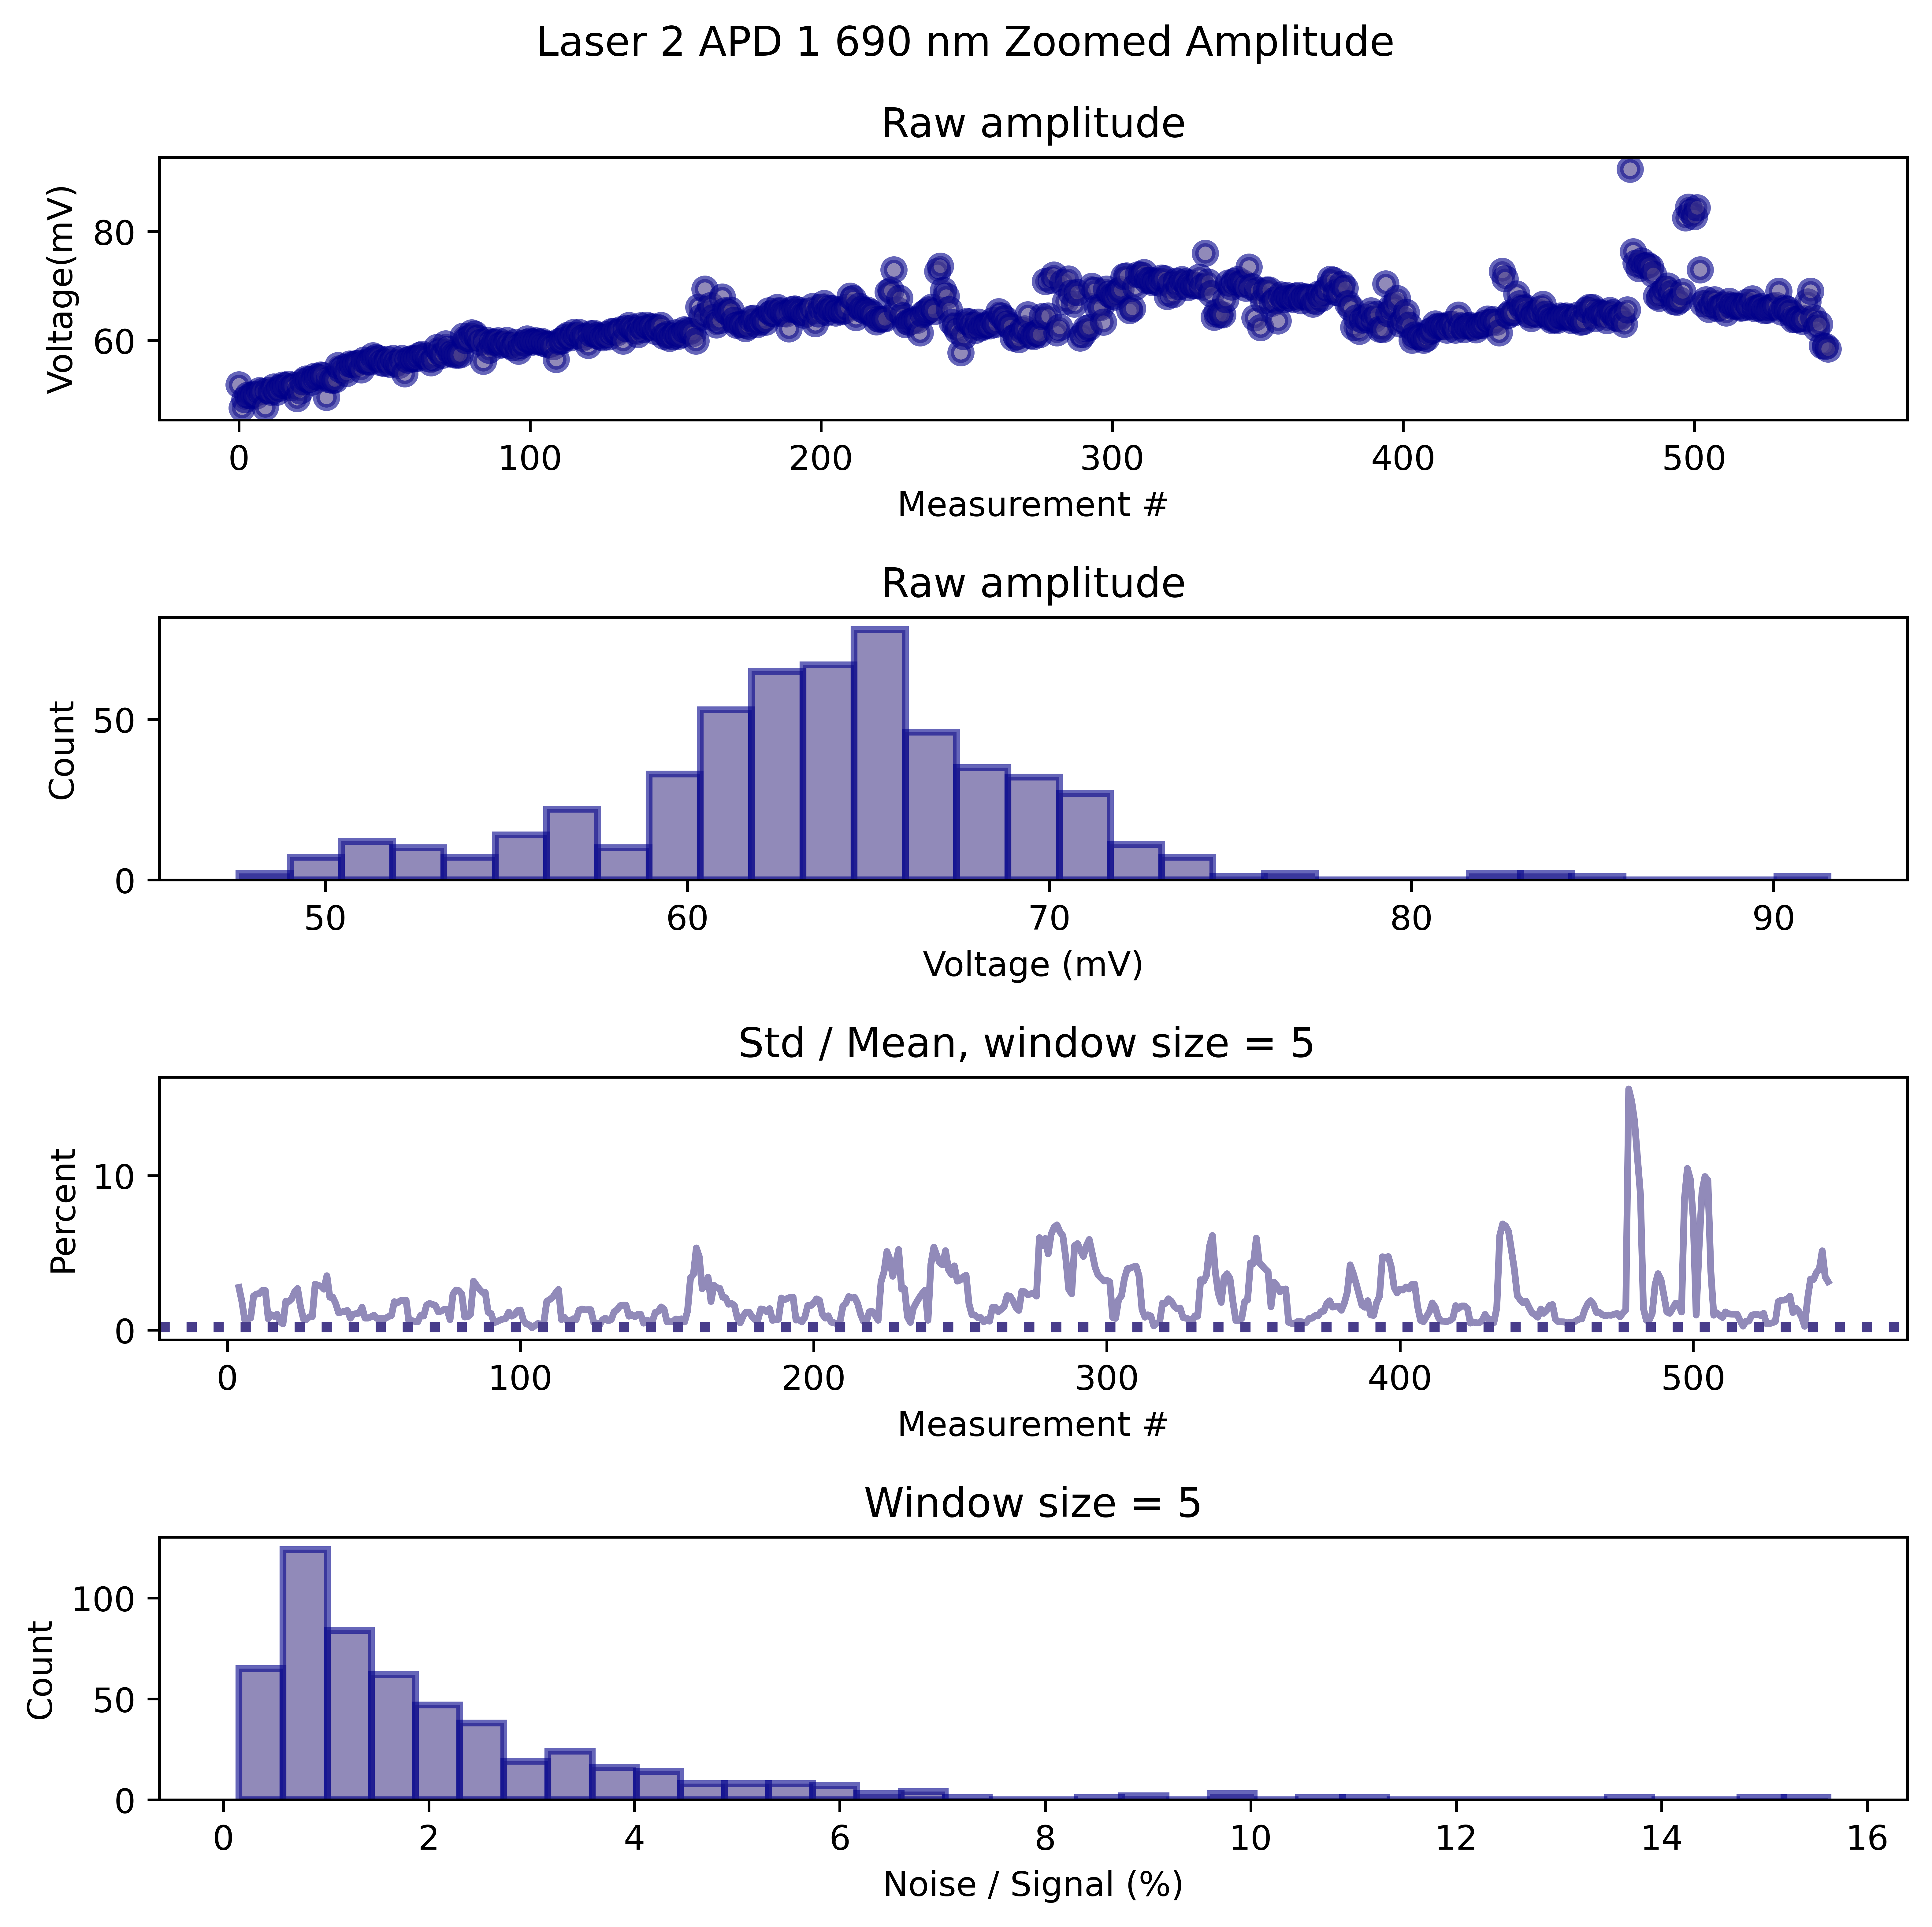 Laser 2 APD 1 690 nm Zoomed Amplitude
Raw amplitude
Voltage(mV)
80
60
0 100 200 300 400 500
Measurement #
Raw amplitude
Count
50
0
50 60 70 80 90
Voltage (mV)
Std / Mean, window size = 5
Percent
10
0
0 100 200 300 400 500
Measurement #
Window size = 5
Count
100
50
0
0 2 4 6 8 10 12 14 16
Noise / Signal (%)